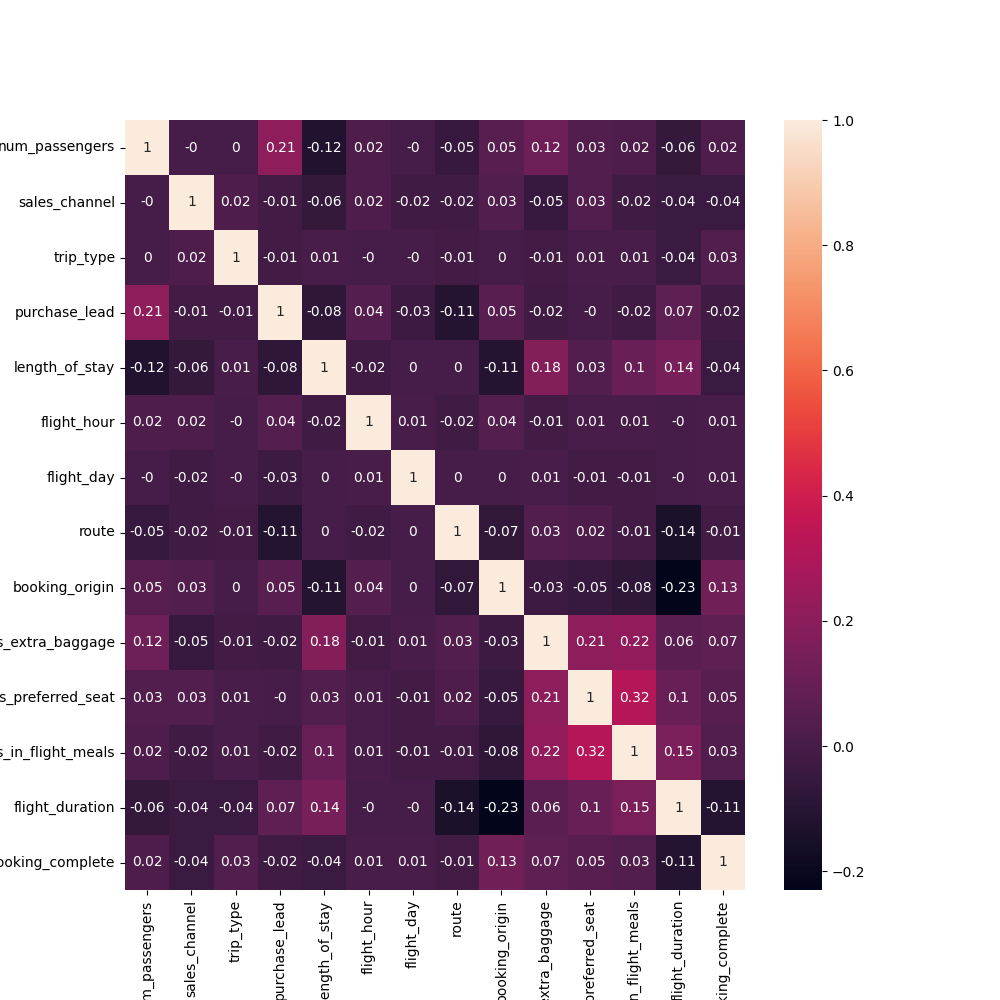 num_passengers 1 -0 0 0.21 -0.12 0.02 -0 -0.05 0.05 0.12 0.03 0.02 -0.06 0.02
sales_channel -0 1 0.02 -0.01 -0.06 0.02 -0.02 -0.02 0.03 -0.05 0.03 -0.02 -0.04 -0.04
trip_type 0 0.02 1 -0.01 0.01 -0 -0 -0.01 0 -0.01 0.01 0.01 -0.04 0.03
purchase_lead 0.21 -0.01 -0.01 1 -0.08 0.04 -0.03 -0.11 0.05 -0.02 -0 -0.02 0.07 -0.02
length_of_stay -0.12 -0.06 0.01 -0.08 1 -0.02 0 0 -0.11 0.18 0.03 0.1 0.14 -0.04
flight_hour 0.02 0.02 -0 0.04 -0.02 1 0.01 -0.02 0.04 -0.01 0.01 0.01 -0 0.01
flight_day -0 -0.02 -0 -0.03 0 0.01 1 0 0 0.01 -0.01 -0.01 -0 0.01
route -0.05 -0.02 -0.01 -0.11 0 -0.02 0 1 -0.07 0.03 0.02 -0.01 -0.14 -0.01
booking_origin 0.05 0.03 0 0.05 -0.11 0.04 0 -0.07 1 -0.03 -0.05 -0.08 -0.23 0.13
s_extra_baggage 0.12 -0.05 -0.01 -0.02 0.18 -0.01 0.01 0.03 -0.03 1 0.21 0.22 0.06 0.07
s_preferred_seat 0.03 0.03 0.01 -0 0.03 0.01 -0.01 0.02 -0.05 0.21 1 0.32 0.1 0.05
s_in_flight_meals 0.02 -0.02 0.01 -0.02 0.1 0.01 -0.01 -0.01 -0.08 0.22 0.32 1 0.15 0.03
flight_duration -0.06 -0.04 -0.04 0.07 0.14 -0 -0 -0.14 -0.23 0.06 0.1 0.15 1 -0.11
ooking_complete 0.02 -0.04 0.03 -0.02 -0.04 0.01 0.01 -0.01 0.13 0.07 0.05 0.03 -0.11 1
m_passengers
sales_channel
trip_type
purchase_lead
ength_of_stay
flight_hour
flight_day
route
booking_origin
extra_baggage
preferred_seat
n_flight_meals
flight_duration
king_complete
1.0
0.8
0.6
0.4
0.2
0.0
−0.2